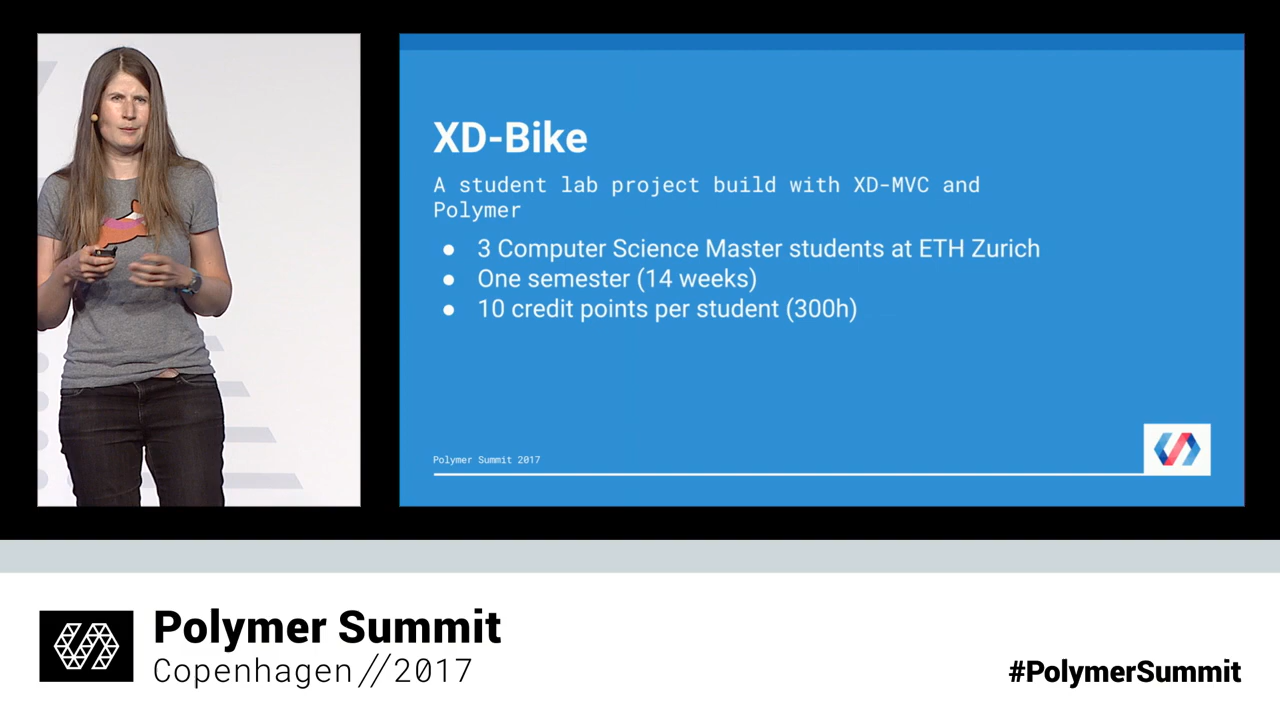 XD-Bike
A student lab project build with XD-MVC and
Polymer
● 3 Computer Science Master students at ETH Zurich
● One semester (14 weeks)
● 10 credit points per student (300h)
Polymer Summit 2017
Polymer Summit
Copenhagen//2017
#PolymerSummit